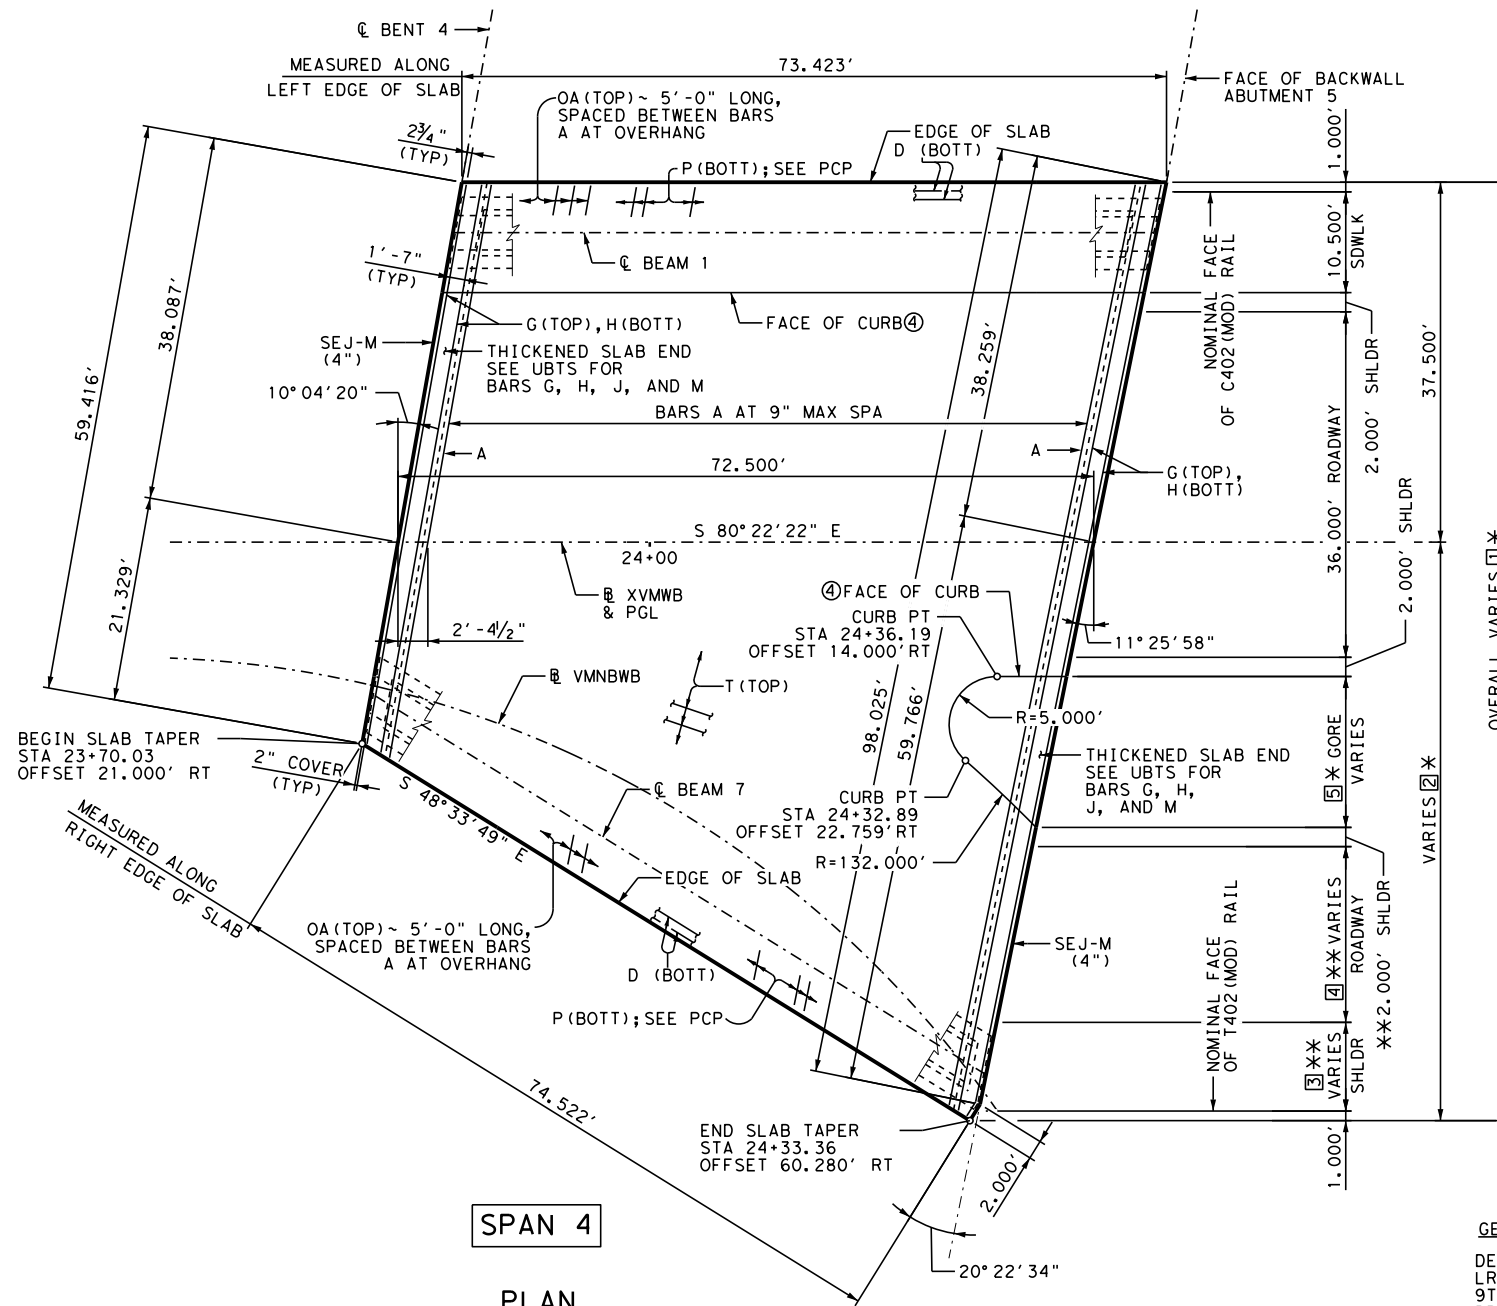 ℄ BENT 4
MEASURED ALONG
LEFT EDGE OF SLAB
73.423'
FACE OF BACKWALL
ABUTMENT 5
OA(TOP)~ 5'-0" LONG,
SPACED BETWEEN BARS
A AT OVERHANG
2¾"
(TYP)
EDGE OF SLAB
D (BOTT)
P(BOTT);SEE PCP
1.000'
10.500'
SDWLK
NOMINAL FACE
OF C402(MOD) RAIL
1'-7"
(TYP)
℄ BEAM 1
G(TOP),H(BOTT)
FACE OF CURB④
SEJ-M
(4")
THICKENED SLAB END
SEE UBTS FOR
BARS G, H, J, AND M
38.087'
59.416'
38.259'
2.000' SHLDR
37.500'
10°04'20"
BARS A AT 9" MAX SPA
A
A
72.500'
G(TOP),
H(BOTT)
36.000' ROADWAY
2.000' SHLDR
S 80°22'22" E
24+00
OVERALL VARIES 1*
21.329'
B XVMWB
& PGL
2'-4½"
④FACE OF CURB
CURB PT
STA 24+36.19
OFFSET 14.000'RT
11°25'58"
B VMNBWB
T(TOP)
98.025'
59.766'
R=5.000'
BEGIN SLAB TAPER
STA 23+70.03
OFFSET 21.000' RT
2" COVER
(TYP)
THICKENED SLAB END
SEE UBTS FOR
BARS G, H,
J, AND M
5* GORE
VARIES
VARIES 2*
S 48°33'49" E
℄ BEAM 7
CURB PT
STA 24+32.89
OFFSET 22.759'RT
R=132.000'
MEASURED ALONG
RIGHT EDGE OF SLAB
EDGE OF SLAB
OA(TOP)~ 5'-0" LONG,
SPACED BETWEEN BARS
A AT OVERHANG
D (BOTT)
SEJ-M
(4")
NOMINAL FACE
OF T402(MOD) RAIL
4**VARIES
ROADWAY
**2.000' SHLDR
P(BOTT);SEE PCP
3**
VARIES
SHLDR
74.522'
END SLAB TAPER
STA 24+33.36
OFFSET 60.280' RT
2.000'
1.000'
20°22'34"
SPAN 4
PLAN
GE
DE
LR
9T